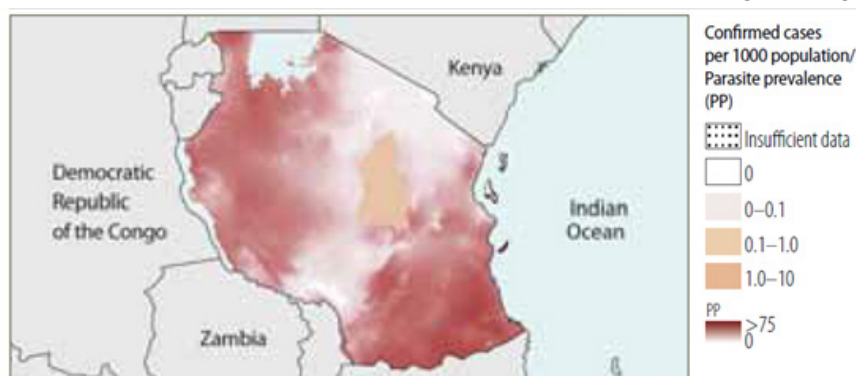 Kenya
Democratic
Republic
of the Congo
Indian
Ocean
Zambia
Confirmed cases
per 1000 population/
Parasite prevalence
(PP)
Insufficient data
0
0–0.1
0.1–1.0
1.0–10
PP
>75
0